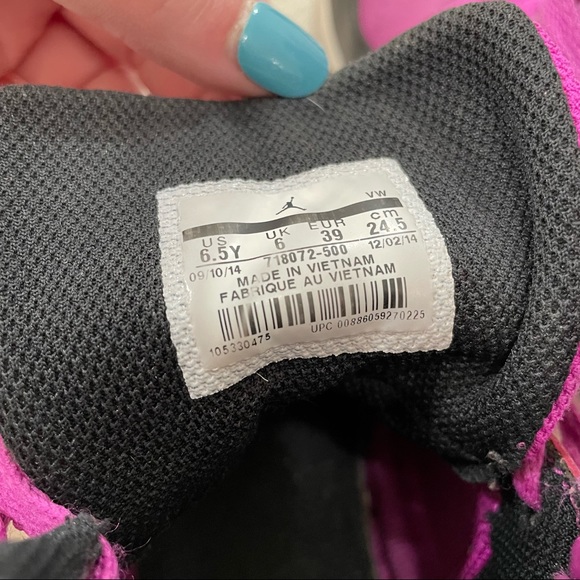 VW
US UK EUR cm
6.5Y 6 39 24.5
09/10/14 718072-500 12/02/14
MADE IN VIETNAM
FABRIQUE AU VIETNAM
105330475 UPC 00886059270225